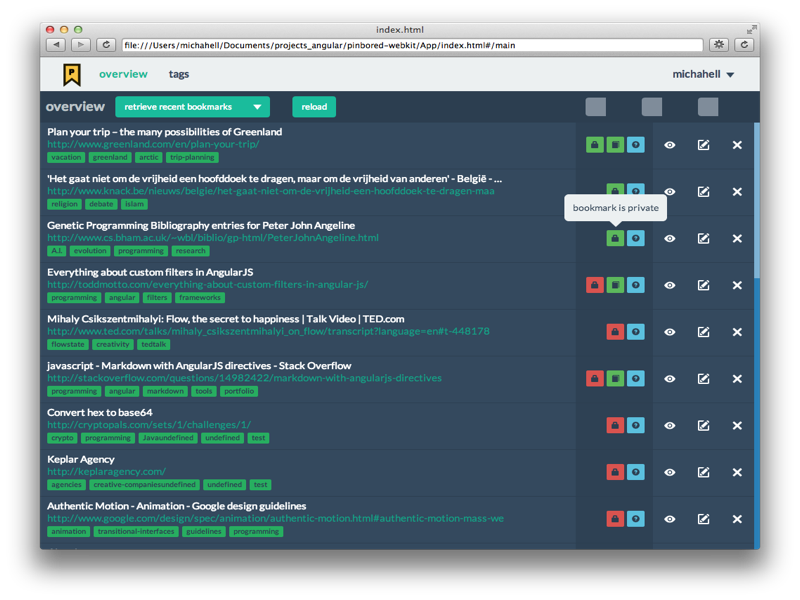 index.html
file:///Users/michahell/Documents/projects_angular/pinbored-webkit/App/index.html#/main
P overview tags michahell
overview retrieve recent bookmarks reload
Plan your trip – the many possibilities of Greenland
http://www.greenland.com/en/plan-your-trip/
vacation greenland arctic trip-planning
'Het gaat niet om de vrijheid een hoofddoek te dragen, maar om de vrijheid van anderen' - België - ...
http://www.knack.be/nieuws/belgie/het-gaat-niet-om-de-vrijheid-een-hoofddoek-te-dragen-maa
religion debate islam
bookmark is private
Genetic Programming Bibliography entries for Peter John Angeline
http://www.cs.bham.ac.uk/~wbl/biblio/gp-html/PeterJohnAngeline.html
A.I. evolution programming research
Everything about custom filters in AngularJS
http://toddmotto.com/everything-about-custom-filters-in-angular-js/
programming angular filters frameworks
Mihaly Csikszentmihalyi: Flow, the secret to happiness | Talk Video | TED.com
http://www.ted.com/talks/mihaly_csikszentmihalyi_on_flow/transcript?language=en#t-448178
flowstate creativity tedtalk
javascript - Markdown with AngularJS directives - Stack Overflow
http://stackoverflow.com/questions/14982422/markdown-with-angularjs-directives
programming angular markdown tools portfolio
Convert hex to base64
http://cryptopals.com/sets/1/challenges/1/
crypto programming Javaundefined undefined test
Keplar Agency
http://keplaragency.com/
agencies creative-companiesundefined undefined test
Authentic Motion - Animation - Google design guidelines
http://www.google.com/design/spec/animation/authentic-motion.html#authentic-motion-mass-we
animation transitional-interfaces guidelines programming